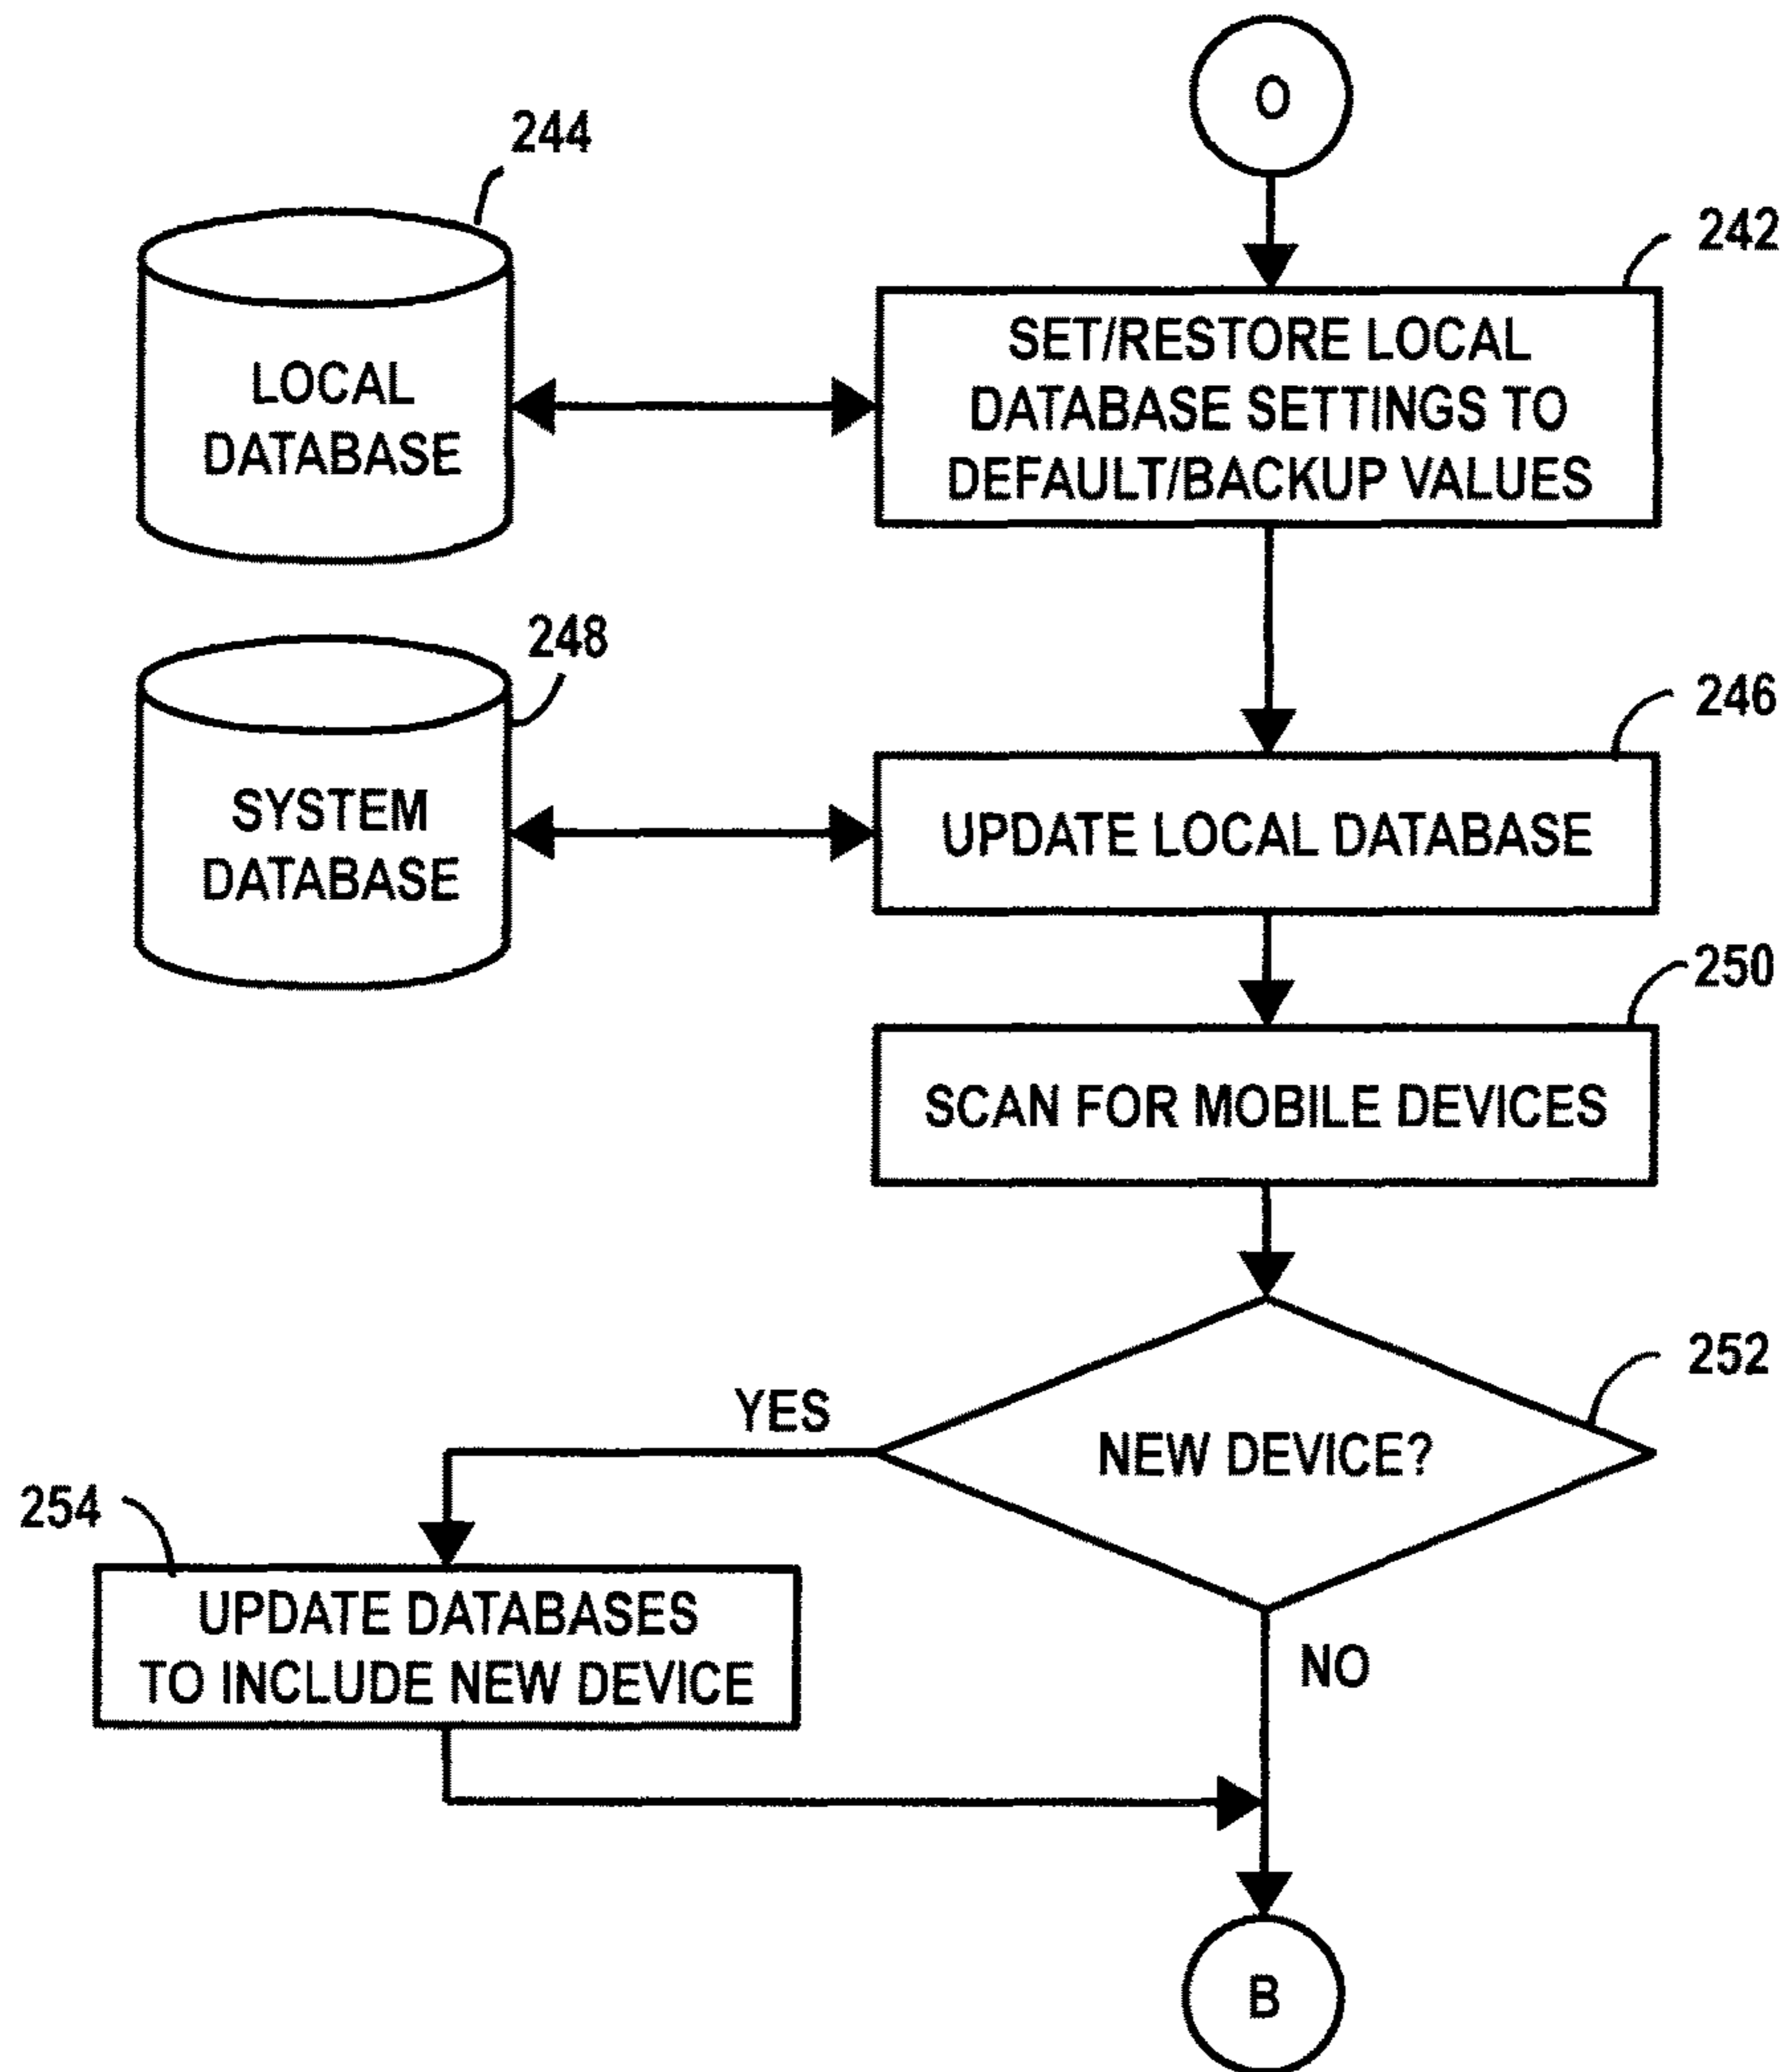 O
244
242
SET/RESTORE LOCAL
DATABASE SETTINGS TO
DEFAULT/BACKUP VALUES
LOCAL
DATABASE
248
246
SYSTEM
DATABASE
UPDATE LOCAL DATABASE
250
SCAN FOR MOBILE DEVICES
252
YES
NEW DEVICE?
254
UPDATE DATABASES
TO INCLUDE NEW DEVICE
NO
B